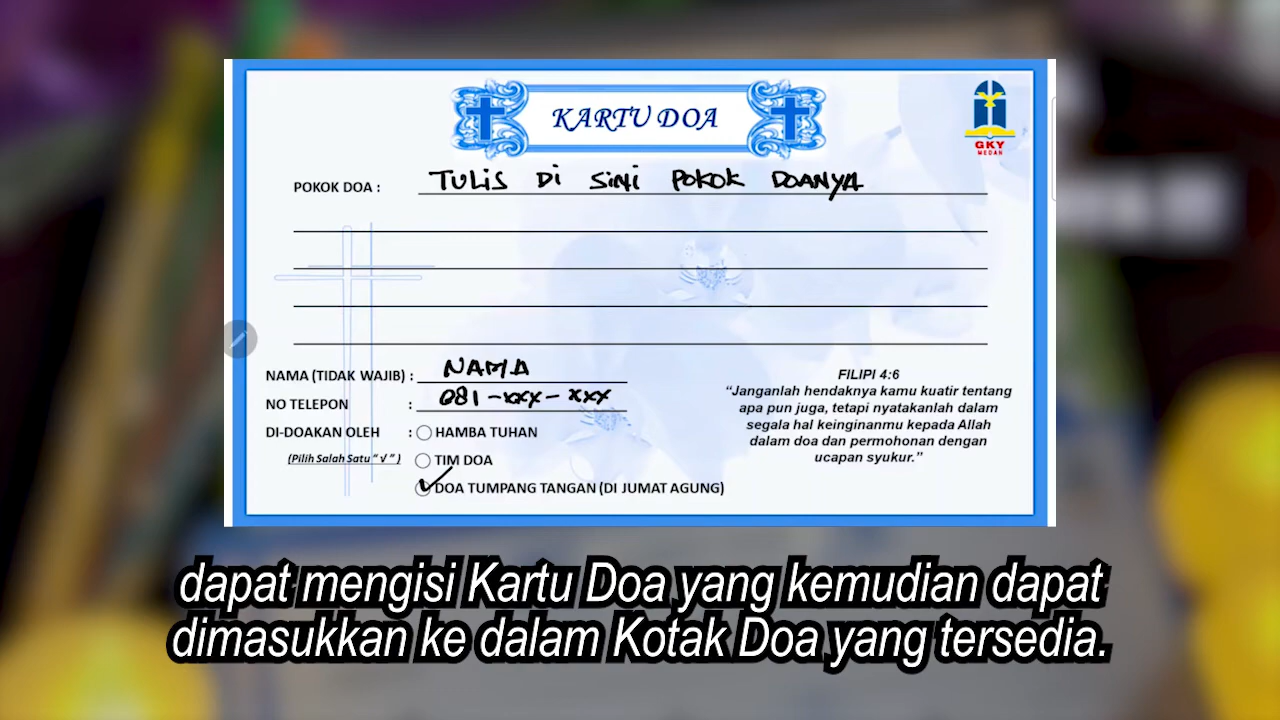 KARTU DOA
GKY
MEDAN
POKOK DOA : TULIS DI SINI POKOK DOANYA
NAMA (TIDAK WAJIB) : NAMA
NO TELEPON : 081-xxx-xxx
DI-DOAKAN OLEH : HAMBA TUHAN
(Pilih Salah Satu “ √ ” ) TIM DOA
DOA TUMPANG TANGAN (DI JUMAT AGUNG)
FILIPI 4:6
“Janganlah hendaknya kamu kuatir tentang
apa pun juga, tetapi nyatakanlah dalam
segala hal keinginanmu kepada Allah
dalam doa dan permohonan dengan
ucapan syukur.”
dapat mengisi Kartu Doa yang kemudian dapat
dimasukkan ke dalam Kotak Doa yang tersedia.